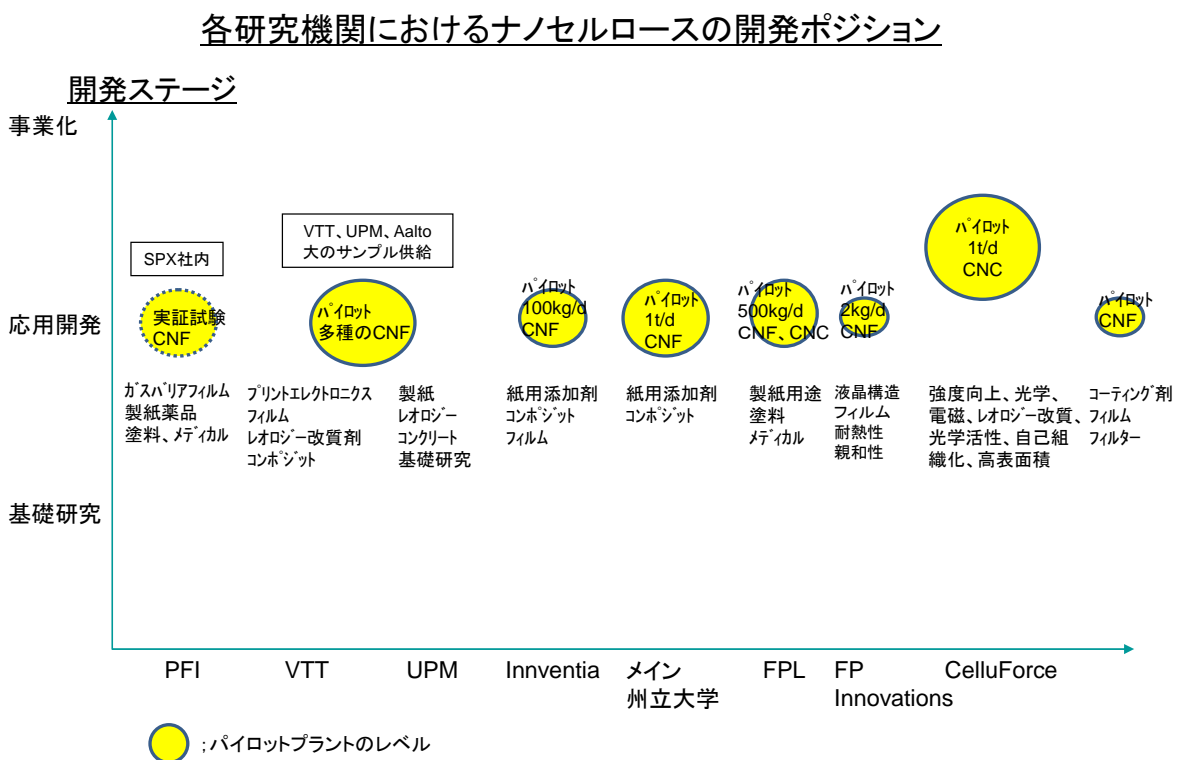 各研究機関におけるナノセルロースの開発ポジション
開発ステージ
事業化
応用開発
基礎研究
SPX社内
VTT、UPM、Aalto
大のサンプル供給
実証試験
CNF
ﾊﾟｲﾛｯﾄ
多種のCNF
ﾊﾟｲﾛｯﾄ
100kg/d
CNF
ﾊﾟｲﾛｯﾄ
1t/d
CNF
ﾊﾟｲﾛｯﾄ
500kg/d
CNF、CNC
ﾊﾟｲﾛｯﾄ
2kg/d
CNF
ﾊﾟｲﾛｯﾄ
1t/d
CNC
ﾊﾟｲﾛｯﾄ
CNF
ｶﾞｽﾊﾞﾘｱﾌｨﾙﾑ
製紙薬品
塗料、ﾒﾃﾞｨｶﾙ
ﾌﾟﾘﾝﾄｴﾚｸﾄﾛﾆｸｽ
ﾌｨﾙﾑ
ﾚｵﾛｼﾞｰ改質剤
ｺﾝﾎﾟｼﾞｯﾄ
製紙
ﾚｵﾛｼﾞｰ
ｺﾝｸﾘｰﾄ
基礎研究
紙用添加剤
ｺﾝﾎﾟｼﾞｯﾄ
ﾌｨﾙﾑ
紙用添加剤
ｺﾝﾎﾟｼﾞｯﾄ
製紙用途
塗料
ﾒﾃﾞｨｶﾙ
液晶構造
フィルム
耐熱性
親和性
強度向上、光学、
電磁、ﾚｵﾛｼﾞｰ改質、
光学活性、自己組
織化、高表面積
ｺｰﾃｨﾝｸﾞ剤
ﾌｨﾙﾑ
ﾌｨﾙﾀｰ
PFI
VTT
UPM
Innventia
メイン
州立大学
FPL
FP
Innovations
CelluForce
；パイロットプラントのレベル